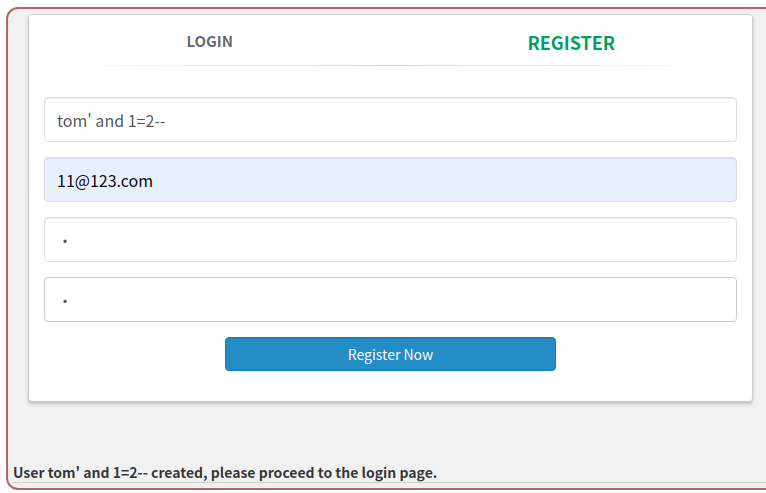 LOGIN REGISTER
tom' and 1=2--
11@123.com
•
•
Register Now
User tom' and 1=2-- created, please proceed to the login page.